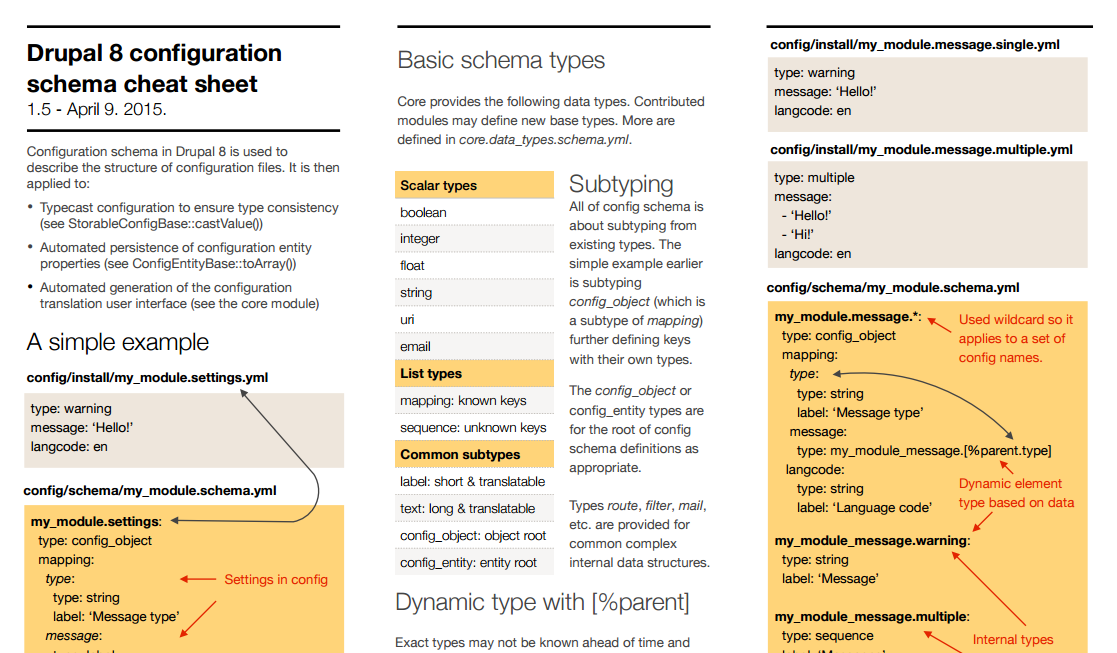 Drupal 8 configuration
schema cheat sheet
1.5 - April 9. 2015.
Configuration schema in Drupal 8 is used to
describe the structure of configuration files. It is then
applied to:
• Typecast configuration to ensure type consistency
(see StorableConfigBase::castValue())
• Automated persistence of configuration entity
properties (see ConfigEntityBase::toArray())
• Automated generation of the configuration
translation user interface (see the core module)
A simple example
config/install/my_module.settings.yml
type: warning
message: ‘Hello!’
langcode: en
config/schema/my_module.schema.yml
my_module.settings:
type: config_object
mapping:
type:
Settings in config
type: string
label: ‘Message type’
message:
Basic schema types
Core provides the following data types. Contributed
modules may define new base types. More are
defined in core.data_types.schema.yml.
Scalar types
boolean
integer
float
string
uri
email
List types
mapping: known keys
sequence: unknown keys
Common subtypes
label: short & translatable
text: long & translatable
config_object: object root
config_entity: entity root
Subtyping
All of config schema is
about subtyping from
existing types. The
simple example earlier
is subtyping
config_object (which is
a subtype of mapping)
further defining keys
with their own types.
The config_object or
config_entity types are
for the root of config
schema definitions as
appropriate.
Types route, filter, mail,
etc. are provided for
common complex
internal data structures.
Dynamic type with [%parent]
Exact types may not be known ahead of time and
config/install/my_module.message.single.yml
type: warning
message: ‘Hello!’
langcode: en
config/install/my_module.message.multiple.yml
type: multiple
message:
- ‘Hello!’
- ‘Hi!’
langcode: en
config/schema/my_module.schema.yml
my_module.message.*:
Used wildcard so it
applies to a set of
config names.
type: config_object
mapping:
type:
type: string
label: ‘Message type’
message:
type: my_module_message.[%parent.type]
langcode:
type: string
label: ‘Language code’
Dynamic element
type based on data
my_module_message.warning:
type: string
label: ‘Message’
my_module_message.multiple:
type: sequence
Internal types